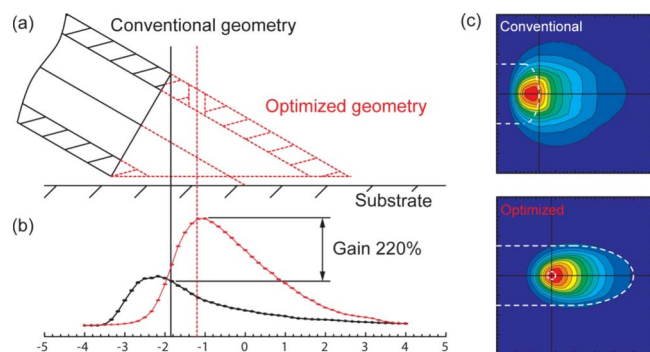 (a)
Conventional geometry
Optimized geometry
Substrate
(b)
Gain 220%
-5 -4 -3 -2 -1 0 1 2 3 4 5
(c)
Conventional
Optimized